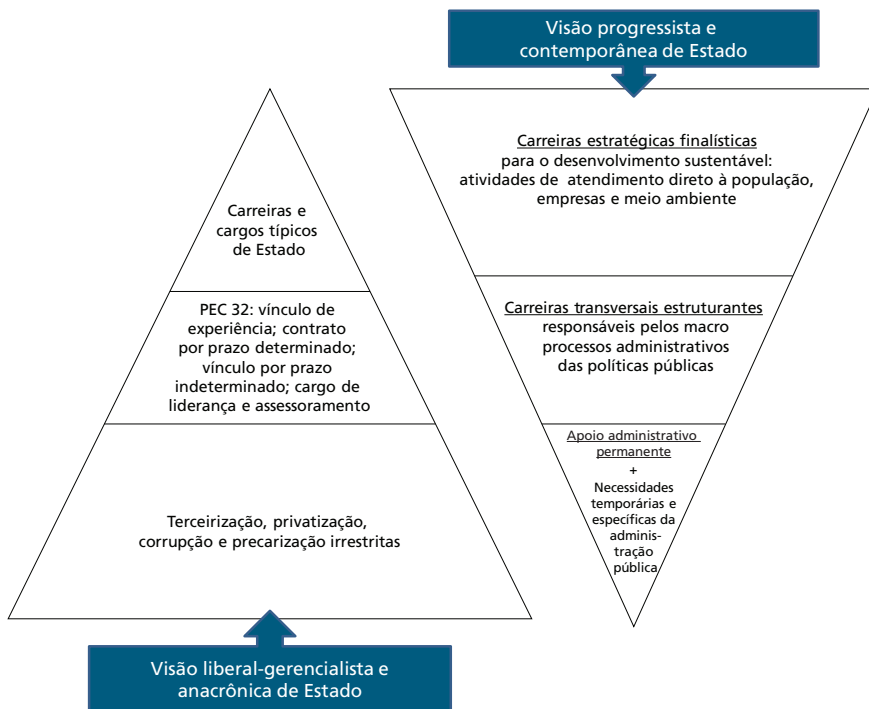 Visão progressista e
contemporânea de Estado
Carreiras e
cargos típicos
de Estado
PEC 32: vínculo de
experiência; contrato
por prazo determinado;
vínculo por prazo
indeterminado; cargo de
liderança e assessoramento
Terceirização, privatização,
corrupção e precarização irrestritas
Visão liberal-gerencialista e
anacrônica de Estado
Carreiras estratégicas finalísticas
para o desenvolvimento sustentável:
atividades de atendimento direto à população,
empresas e meio ambiente
Carreiras transversais estruturantes
responsáveis pelos macro
processos administrativos
das políticas públicas
Apoio administrativo
permanente
+
Necessidades
temporárias e
específicas da
adminis-
tração
pública